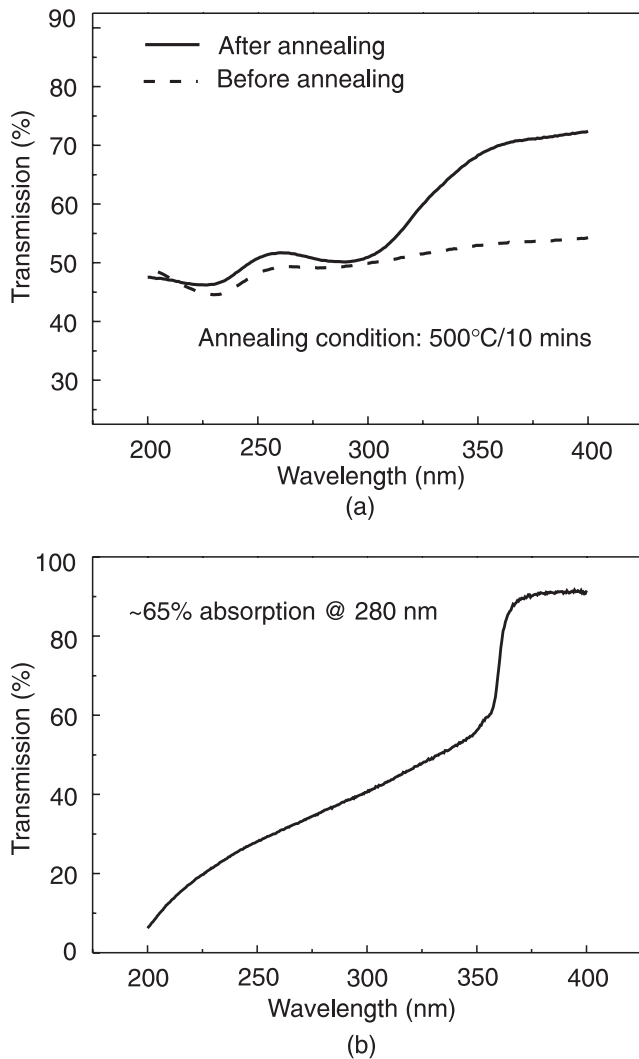 90
80
70
60
50
40
30
Transmission (%)
After annealing
Before annealing
Annealing condition: 500°C/10 mins
200 250 300 350 400
Wavelength (nm)
(a)
100
80
60
40
20
0
Transmission (%)
~65% absorption @ 280 nm
200 250 300 350 400
Wavelength (nm)
(b)